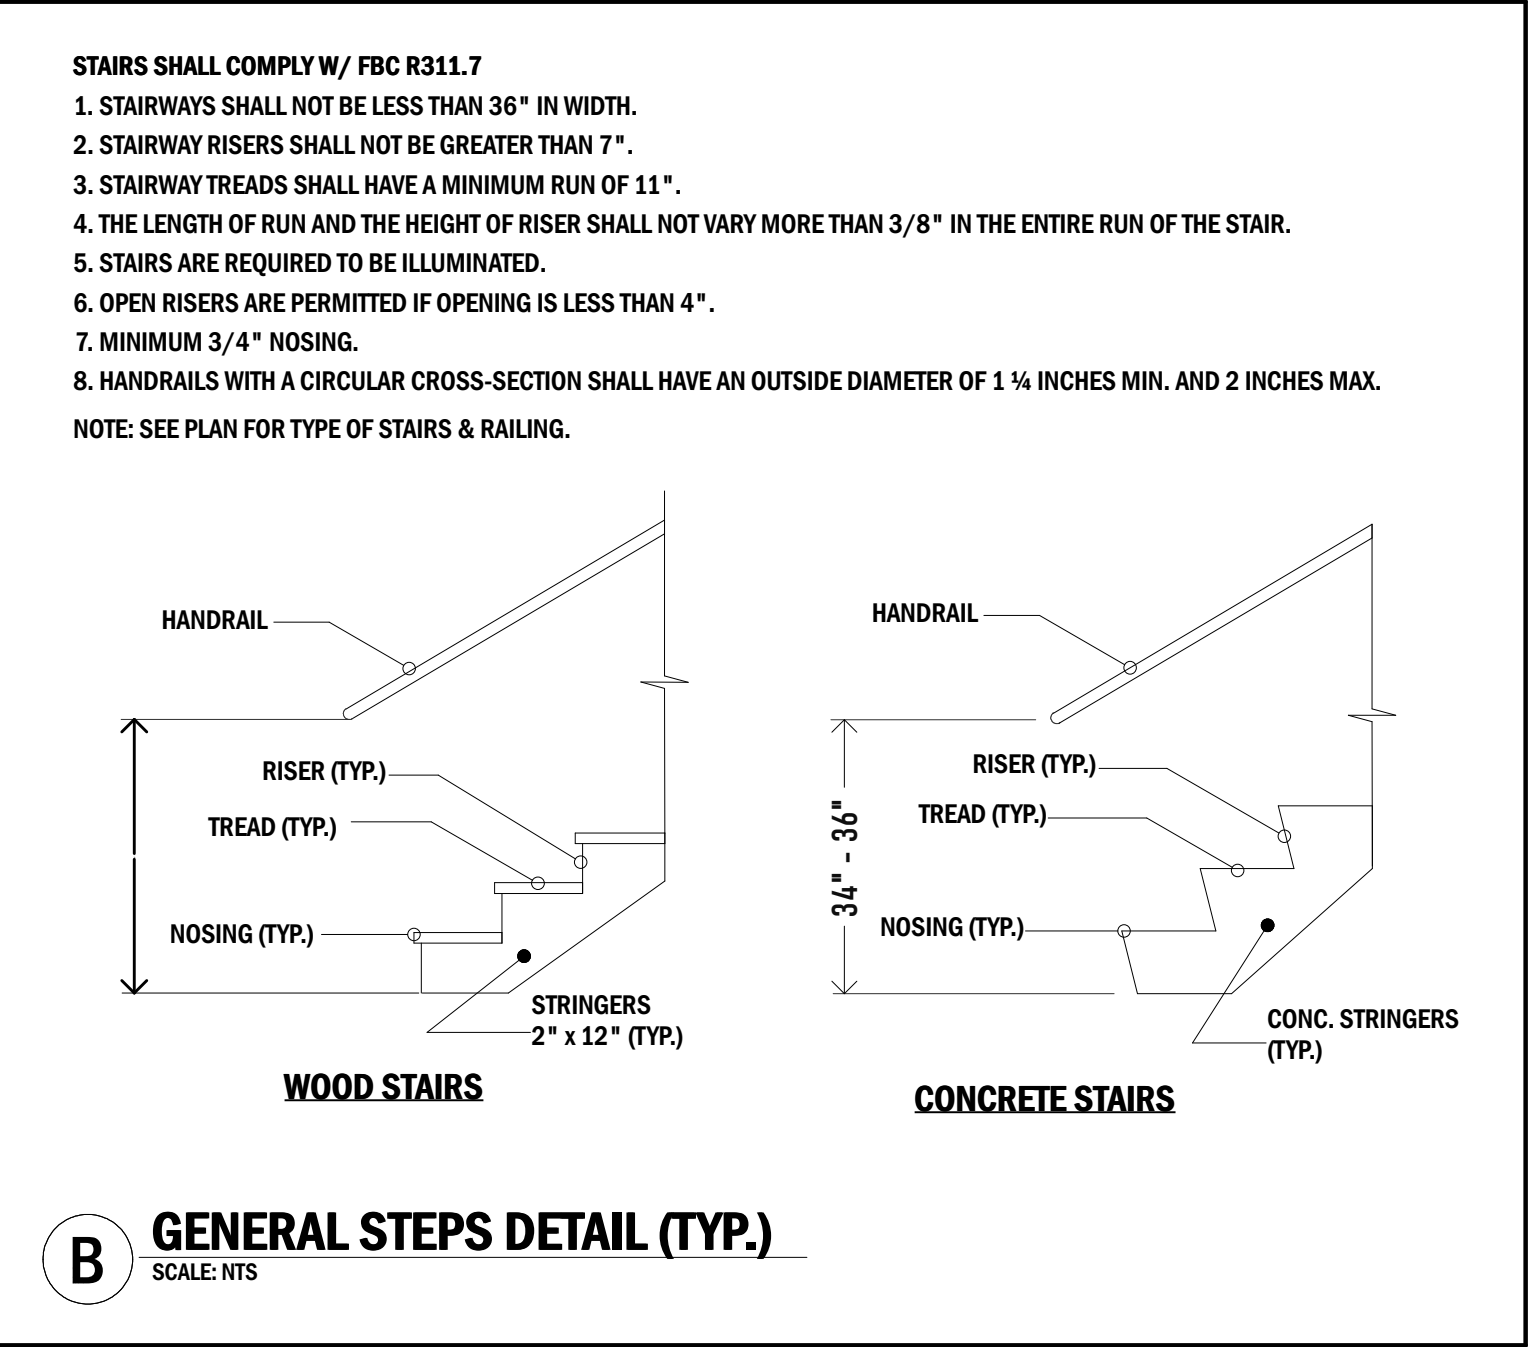 STAIRS SHALL COMPLY W/ FBC R311.7
1. STAIRWAYS SHALL NOT BE LESS THAN 36" IN WIDTH.
2. STAIRWAY RISERS SHALL NOT BE GREATER THAN 7".
3. STAIRWAY TREADS SHALL HAVE A MINIMUM RUN OF 11".
4. THE LENGTH OF RUN AND THE HEIGHT OF RISER SHALL NOT VARY MORE THAN 3/8" IN THE ENTIRE RUN OF THE STAIR.
5. STAIRS ARE REQUIRED TO BE ILLUMINATED.
6. OPEN RISERS ARE PERMITTED IF OPENING IS LESS THAN 4".
7. MINIMUM 3/4" NOSING.
8. HANDRAILS WITH A CIRCULAR CROSS-SECTION SHALL HAVE AN OUTSIDE DIAMETER OF 1 ¼ INCHES MIN. AND 2 INCHES MAX.
NOTE: SEE PLAN FOR TYPE OF STAIRS & RAILING.
HANDRAIL
RISER (TYP.)
TREAD (TYP.)
NOSING (TYP.)
STRINGERS
2" x 12" (TYP.)
WOOD STAIRS
HANDRAIL
RISER (TYP.)
TREAD (TYP.)
34" - 36"
NOSING (TYP.)
CONC. STRINGERS
(TYP.)
CONCRETE STAIRS
B
GENERAL STEPS DETAIL (TYP.)
SCALE: NTS